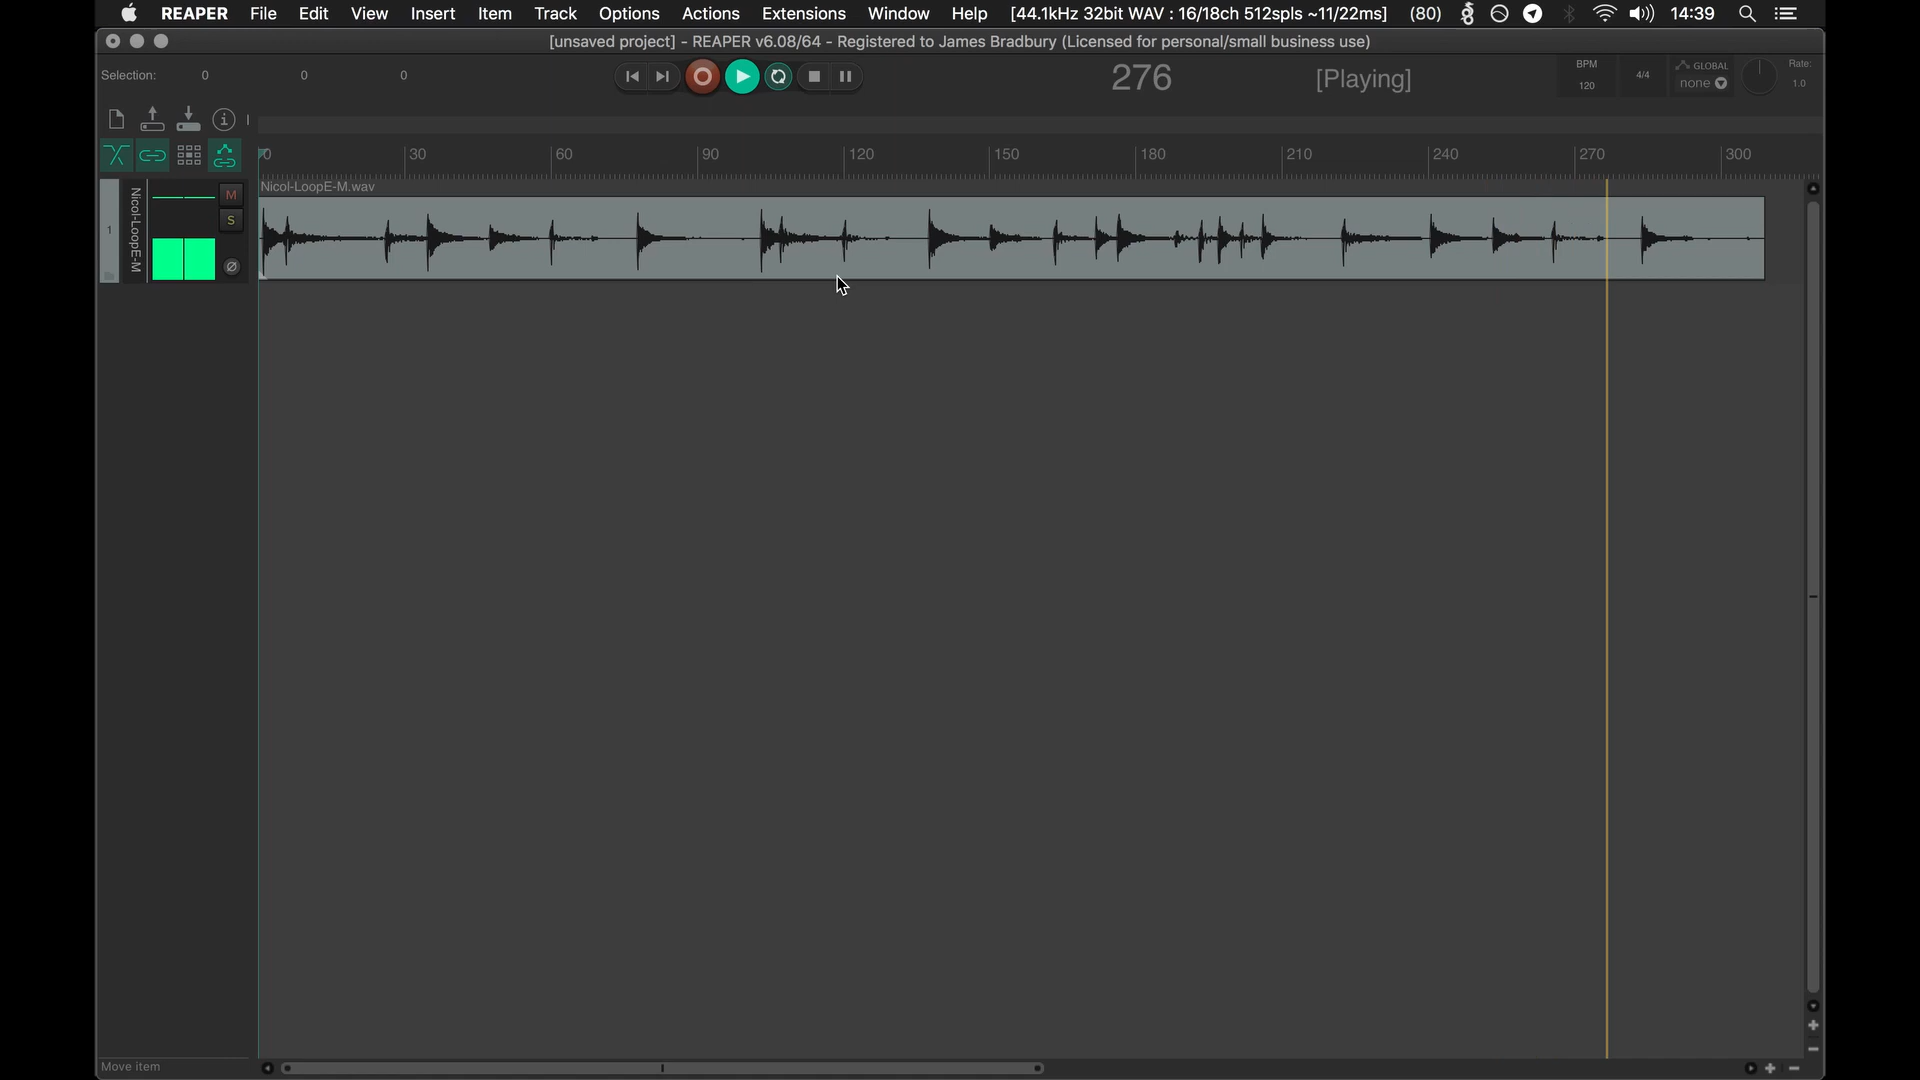 REAPER File Edit View Insert Item Track Options Actions Extensions Window Help [44.1kHz 32bit WAV : 16/18ch 512spls ~11/22ms] (80) 14:39
[unsaved project] - REAPER v6.08/64 - Registered to James Bradbury (Licensed for personal/small business use)
Selection: 0 0 0
276
[Playing]
BPM
120
4/4
GLOBAL
none
Rate:
1.0
0 30 60 90 120 150 180 210 240 270 300
1
Nicol-LoopE-M
M
S
Nicol-LoopE-M.wav
Move item